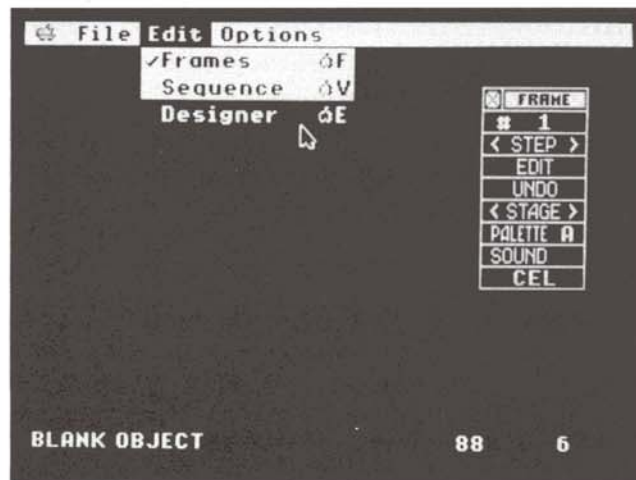 File Edit Options
✓Frames F
Sequence V
Designer E
FRAME
# 1
< STEP >
EDIT
UNDO
< STAGE >
PALETTE A
SOUND
CEL
BLANK OBJECT 88 6